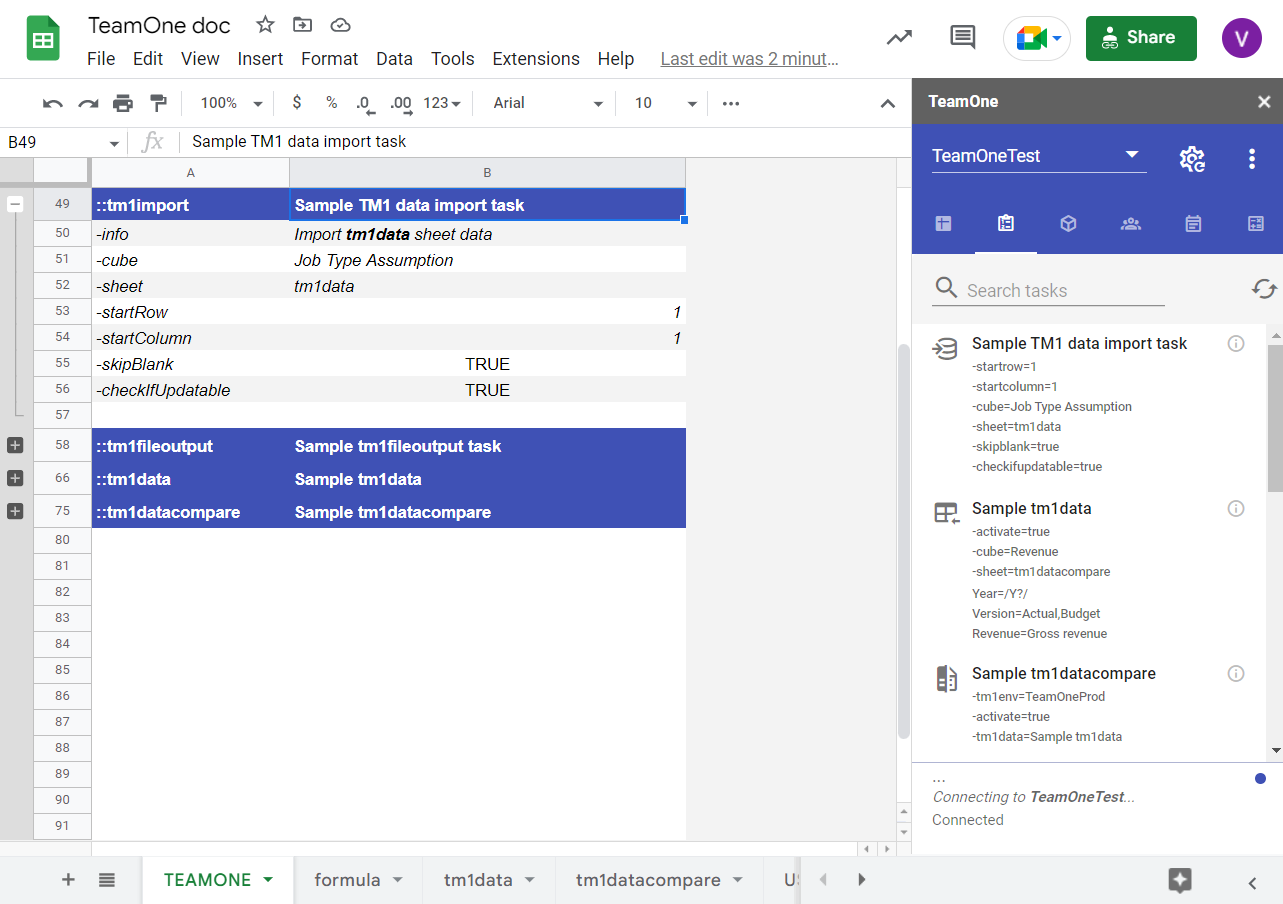 TeamOne doc
File Edit View Insert Format Data Tools Extensions Help Last edit was 2 minut...
Share
V
100% $ % .0 .00 123 Arial 10
B49 fx Sample TM1 data import task
A B
49 ::tm1import Sample TM1 data import task
50 -info Import tm1data sheet data
51 -cube Job Type Assumption
52 -sheet tm1data
53 -startRow 1
54 -startColumn 1
55 -skipBlank TRUE
56 -checkIfUpdatable TRUE
57
58 ::tm1fileoutput Sample tm1fileoutput task
66 ::tm1data Sample tm1data
75 ::tm1datacompare Sample tm1datacompare
80
81
82
83
84
85
86
87
88
89
90
91
TEAMONE formula tm1data tm1datacompare
TeamOne
TeamOneTest
Search tasks
Sample TM1 data import task
-startrow=1
-startcolumn=1
-cube=Job Type Assumption
-sheet=tm1data
-skipblank=true
-checkifupdatable=true
Sample tm1data
-activate=true
-cube=Revenue
-sheet=tm1datacompare
Year=/Y?/
Version=Actual,Budget
Revenue=Gross revenue
Sample tm1datacompare
-tm1env=TeamOneProd
-activate=true
-tm1data=Sample tm1data
...
Connecting to TeamOneTest...
Connected